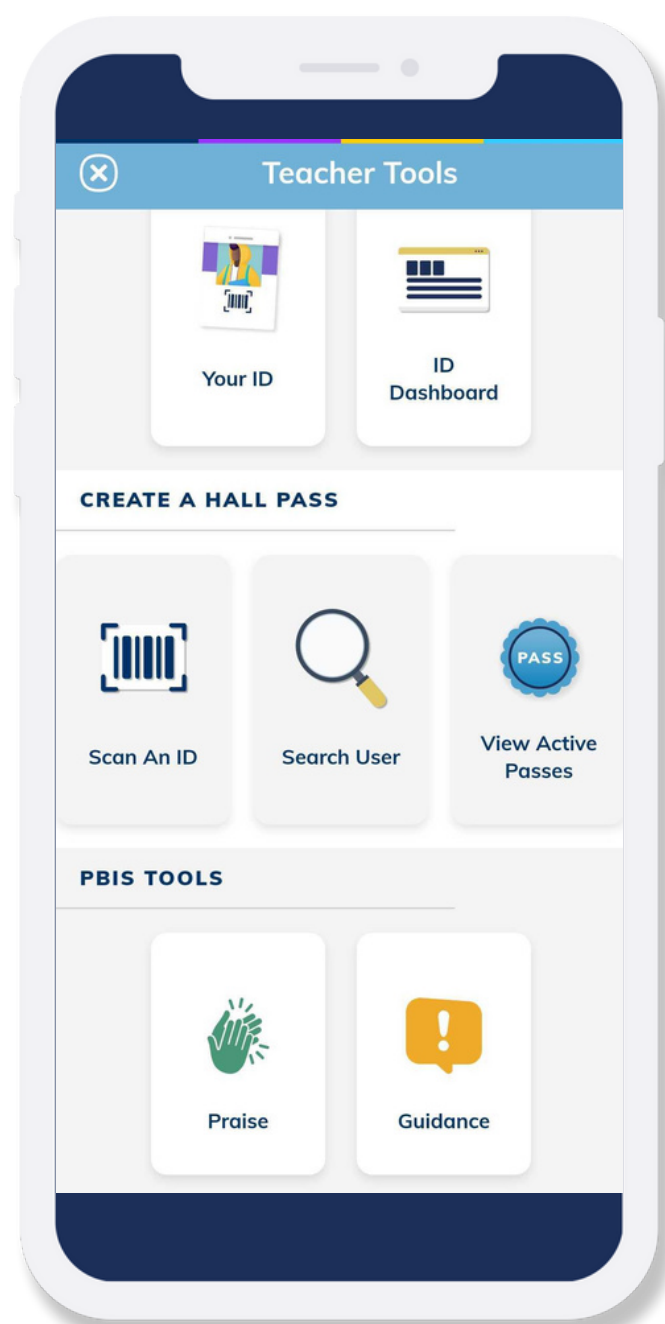 Teacher Tools
Your ID
ID
Dashboard
CREATE A HALL PASS
Scan An ID
Search User
PASS
View Active
Passes
PBIS TOOLS
Praise
Guidance